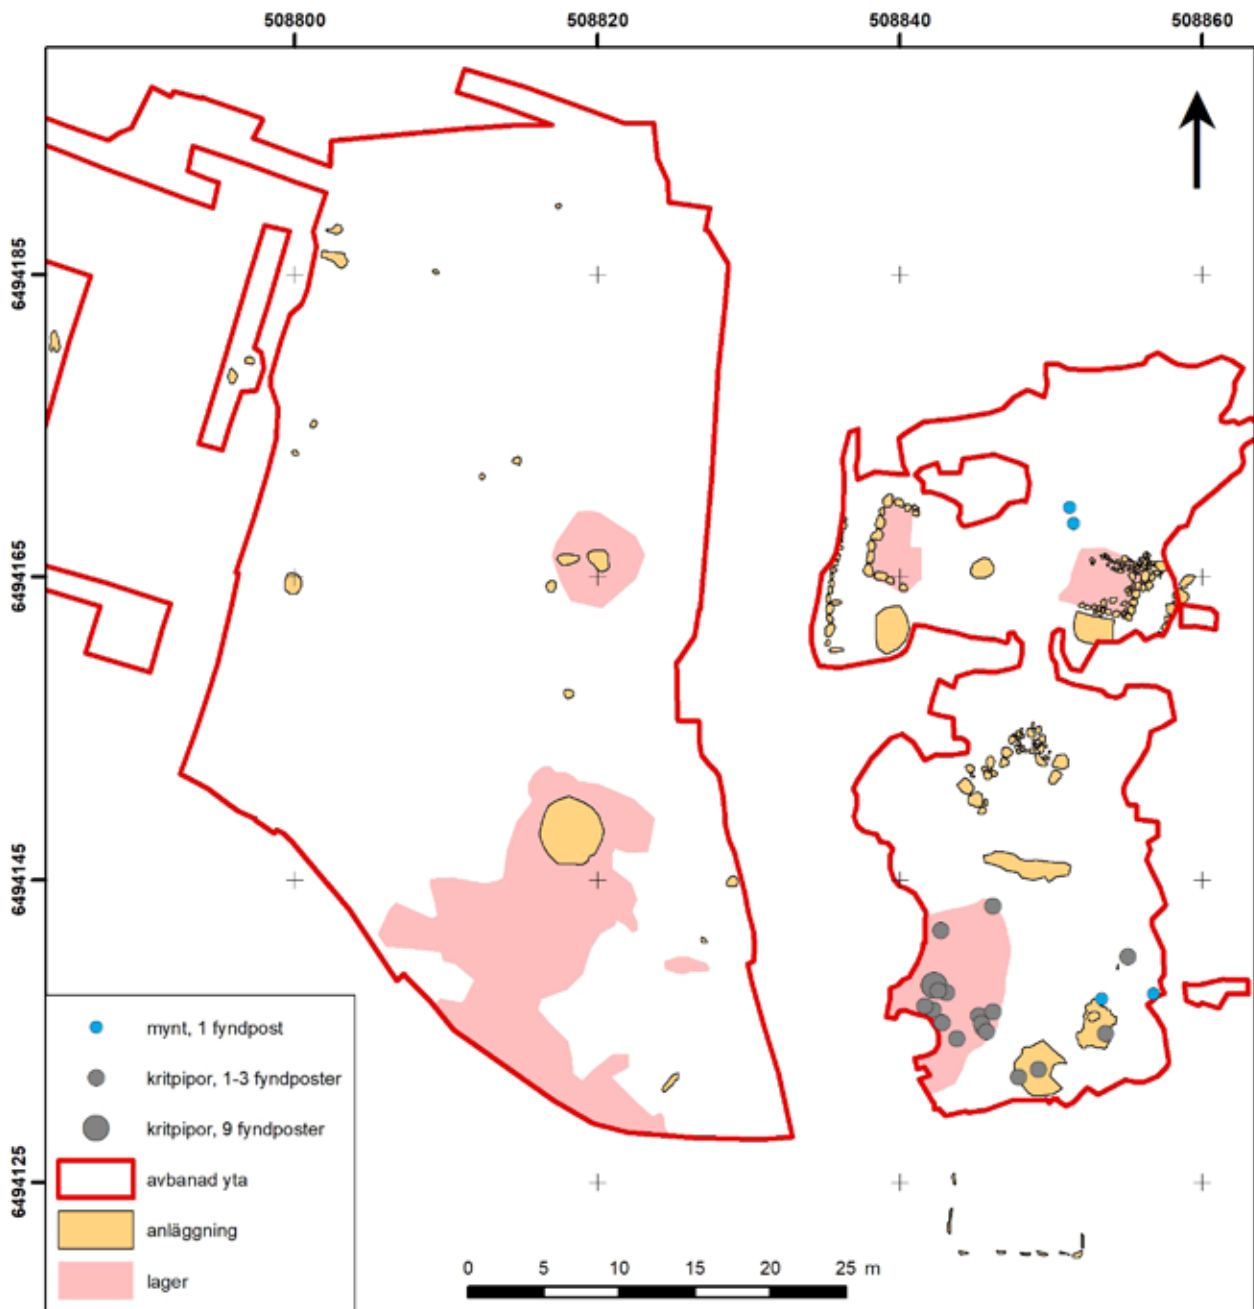 508800 508820 508840 508860
6494185
6494165
6494145
6494125
mynt, 1 fyndpost
kritpipor, 1-3 fyndposter
kritpipor, 9 fyndposter
avbanad yta
anläggning
lager
0 5 10 15 20 25 m